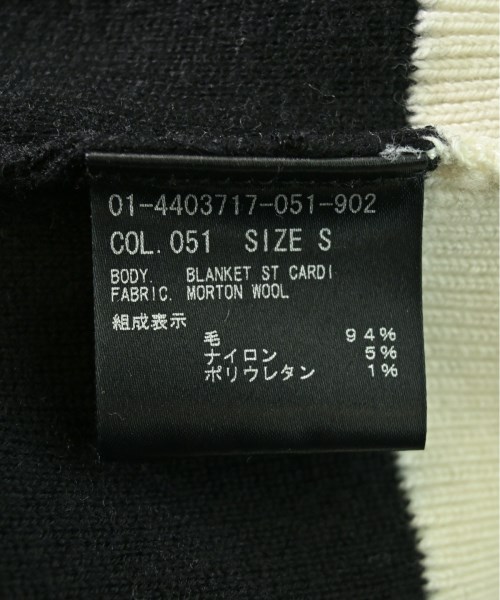 01-4403717-051-902
COL. 051 SIZE S
BODY. BLANKET ST CARDI
FABRIC. MORTON WOOL
組成表示
毛 94%
ナイロン 5%
ポリウレタン 1%